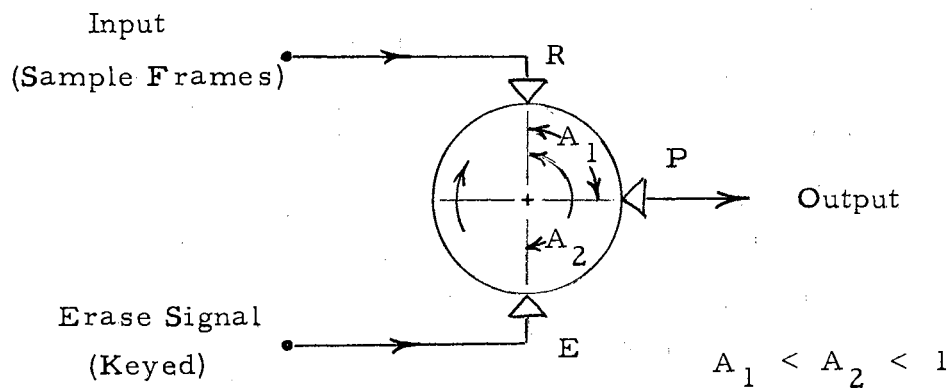 Input
(Sample Frames)
R
A1
P
Output
A2
Erase Signal
(Keyed)
E
A1 < A2 < 1